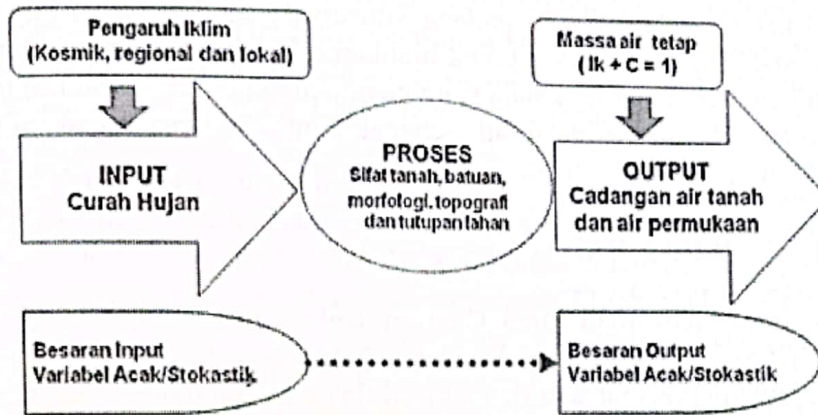 Pengaruh Iklim
(Kosmik, regional dan lokal)
INPUT
Curah Hujan
PROSES
Sifat tanah, batuan,
morfologi, topografi
dan tutupan lahan
Massa air tetap
(Ik + C = 1)
OUTPUT
Cadangan air tanah
dan air permukaan
Besaran Input
Variabel Acak/Stokastik
Besaran Output
Variabel Acak/Stokastik